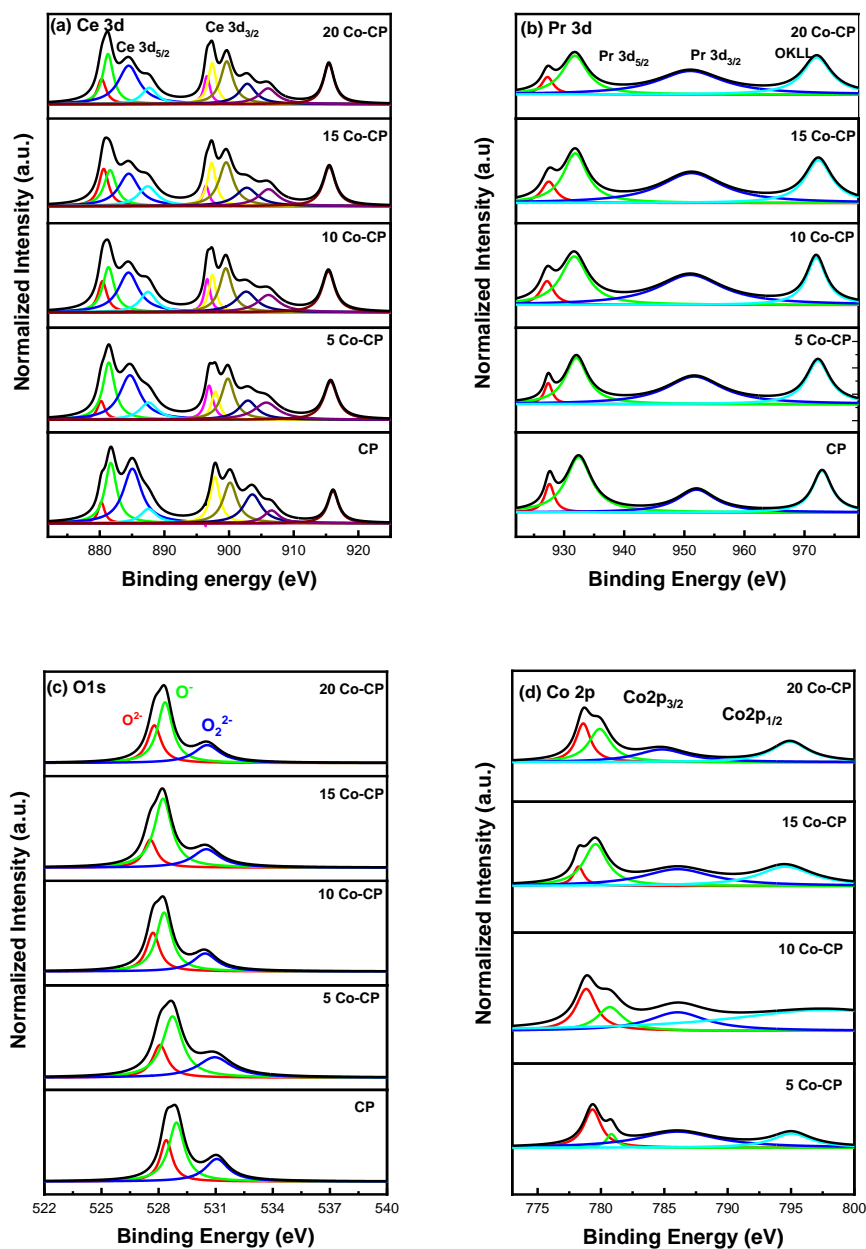 (a) Ce 3d
Ce 3d5/2
Ce 3d3/2
20 Co-CP
15 Co-CP
10 Co-CP
5 Co-CP
CP
Normalized Intensity (a.u.)
880 890 900 910 920
Binding energy (eV)
(b) Pr 3d
20 Co-CP
Pr 3d5/2
Pr 3d3/2
OKLL
15 Co-CP
10 Co-CP
5 Co-CP
CP
Normalized Intensity (a.u)
930 940 950 960 970
Binding Energy (eV)
(c) O1s
O2-
O-
O22-
20 Co-CP
15 Co-CP
10 Co-CP
5 Co-CP
CP
Normalized Intensity (a.u.)
522 525 528 531 534 537 540
Binding Energy (eV)
(d) Co 2p
Co2p3/2
Co2p1/2
20 Co-CP
15 Co-CP
10 Co-CP
5 Co-CP
Normalized Intensity (a.u.)
775 780 785 790 795 800
Binding Energy (eV)